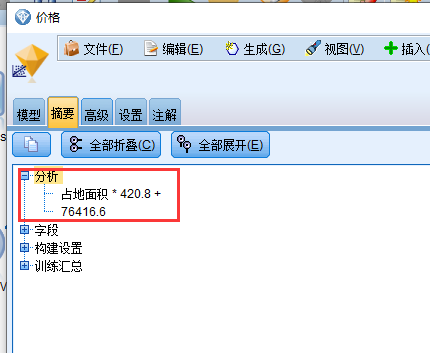 价格
文件(F) 编辑(E) 生成(G) 视图(V) 插入(
模型 摘要 高级 设置 注解
全部折叠(C) 全部展开(E)
分析
占地面积 * 420.8 +
76416.6
字段
构建设置
训练汇总